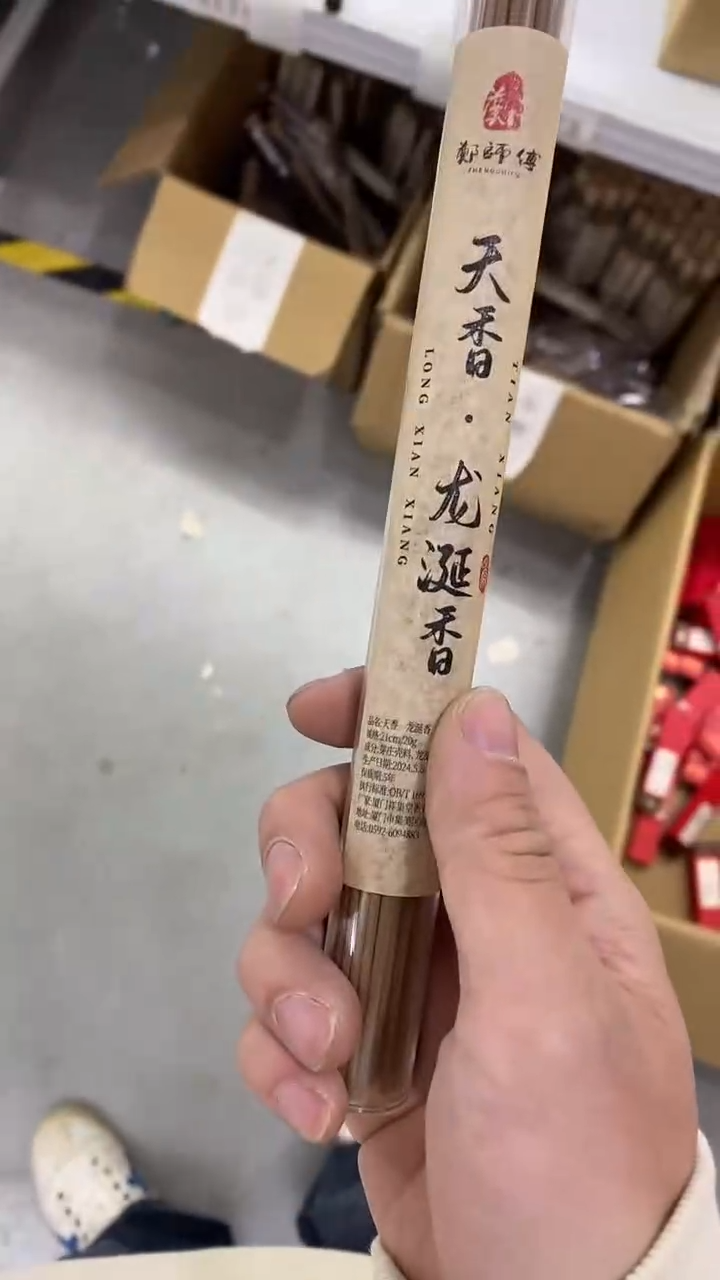 鄭師傅
ZHENGSHIFU
天香·龙涎香
TIAN XIANG
LONG XIAN XIANG
品名:天香 龙涎香
规格:21cm/20g
生产日期:2024.5.
保质期:5年
执行标准:QB/T
电话:0592-6094883